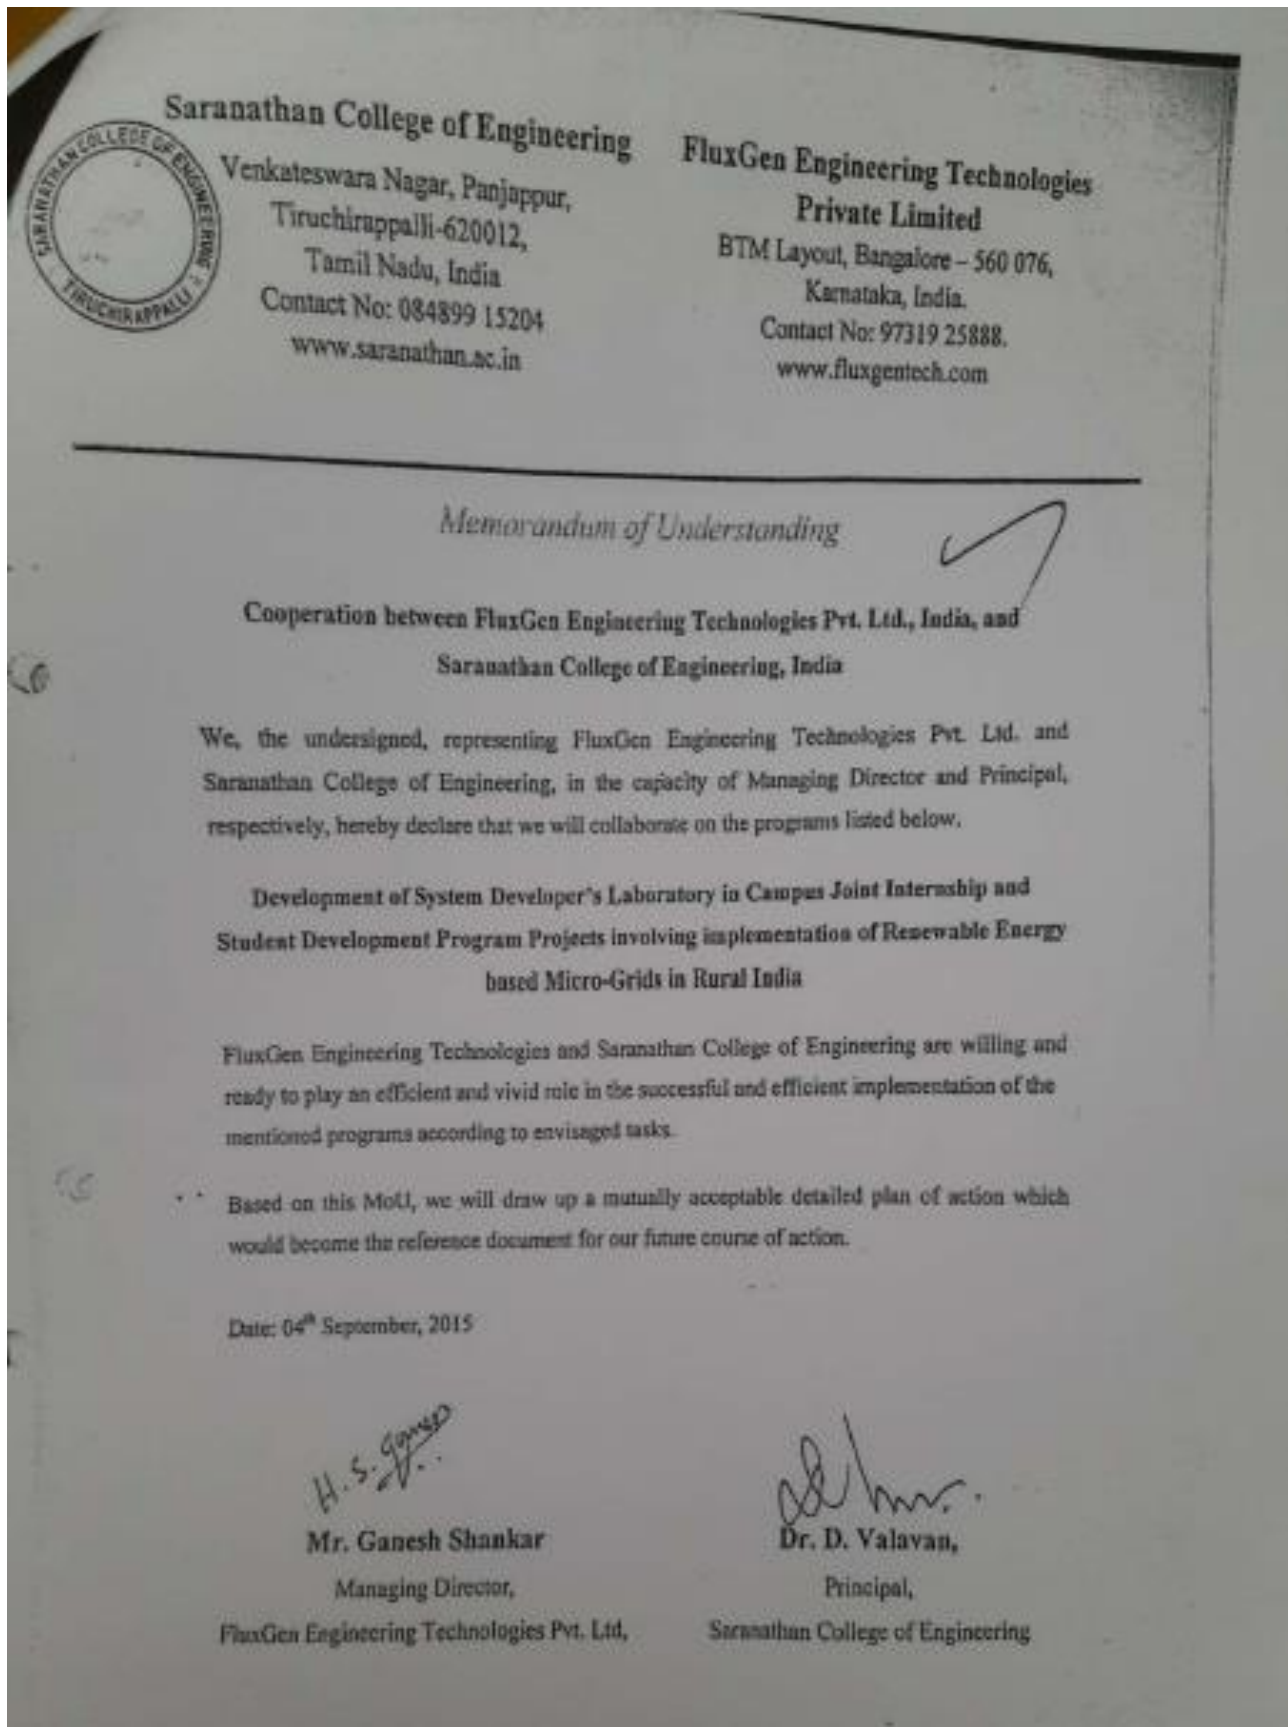 Saranathan College of Engineering
Venkateswara Nagar, Panjappur,
Tiruchirappalli-620012,
Tamil Nadu, India
Contact No: 084899 15204
www.saranathan.ac.in
SARANATHAN COLLEGE OF ENGINEERING
TIRUCHIRAPPALLI
FluxGen Engineering Technologies
Private Limited
BTM Layout, Bangalore – 560 076,
Karnataka, India.
Contact No: 97319 25888.
www.fluxgentech.com
Memorandum of Understanding
Cooperation between FluxGen Engineering Technologies Pvt. Ltd., India, and
Saranathan College of Engineering, India
We, the undersigned, representing FluxGen Engineering Technologies Pvt. Ltd. and
Saranathan College of Engineering, in the capacity of Managing Director and Principal,
respectively, hereby declare that we will collaborate on the programs listed below.
Development of System Developer's Laboratory in Campus Joint Internship and
Student Development Program Projects involving implementation of Renewable Energy
based Micro-Grids in Rural India
FluxGen Engineering Technologies and Saranathan College of Engineering are willing and
ready to play an efficient and vivid role in the successful and efficient implementation of the
mentioned programs according to envisaged tasks.
Based on this MoU, we will draw up a mutually acceptable detailed plan of action which
would become the reference document for our future course of action.
Date: 04th September, 2015
H. S.
Mr. Ganesh Shankar
Managing Director,
FluxGen Engineering Technologies Pvt. Ltd,
Dr. D. Valavan,
Principal,
Saranathan College of Engineering